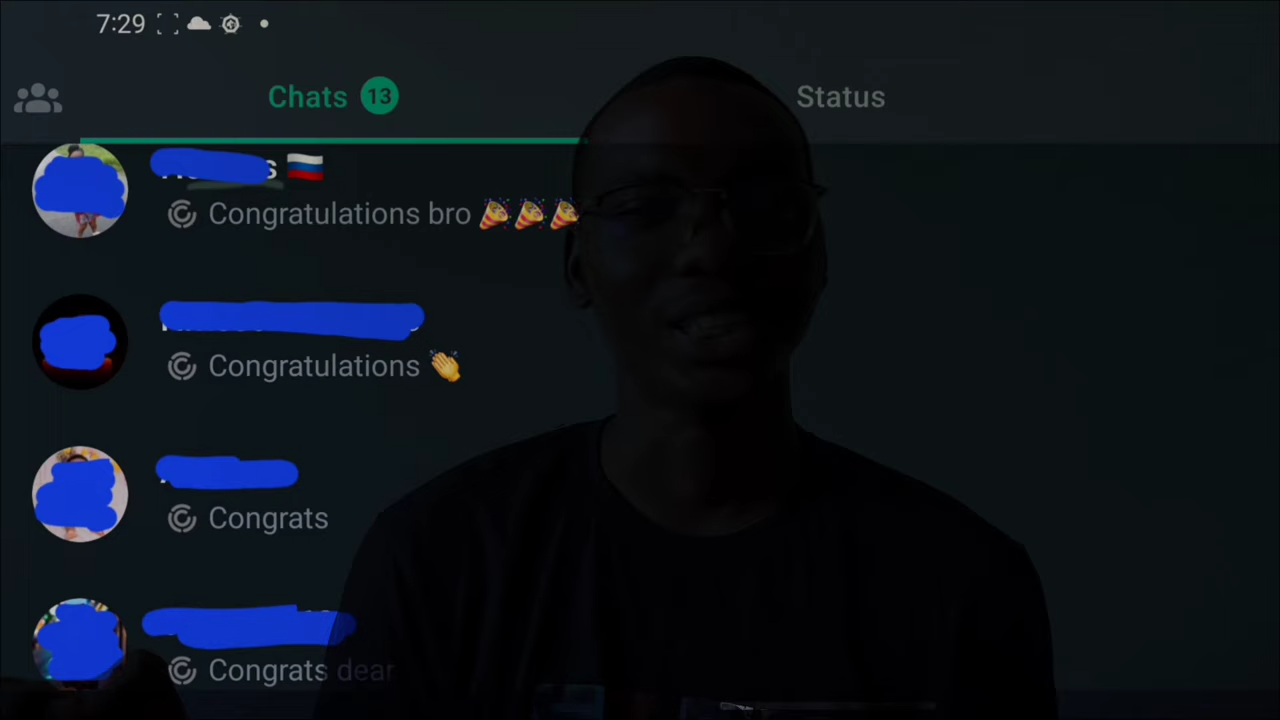 7:29
Chats 13
Status
Congratulations bro 🎉🎉🎉
Congratulations 👏
Congrats
Congrats dear